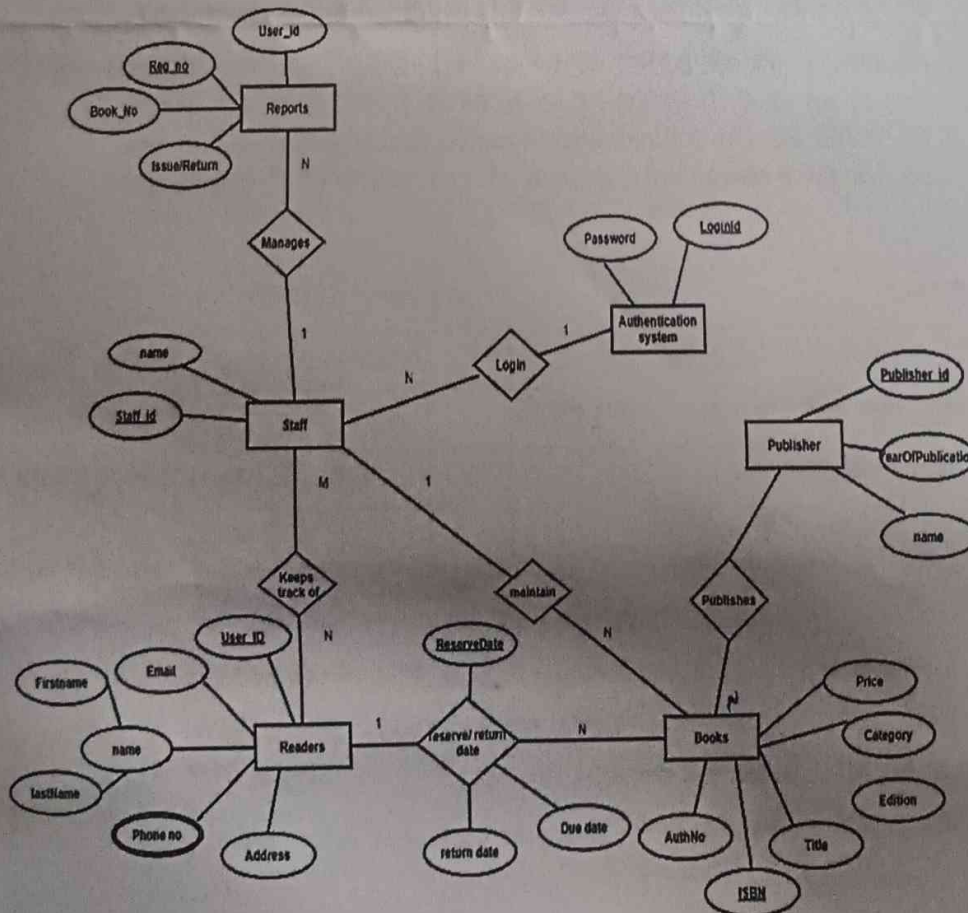 User_id
Reg_no
Book_No
Reports
Issue/Return
N
Manages
Password
LoginId
1
Authentication
system
1
Login
name
N
Publisher_id
Staff_id
Staff
Publisher
earOfPublication
M
1
name
Keeps
track of
maintain
Publishes
User_ID
N
ReserveDate
N
Email
Firstname
Price
N
1
reserve/ return
date
N
name
Readers
Books
Category
lastName
Edition
Phone no
Due date
AuthNo
Title
Address
return date
ISBN